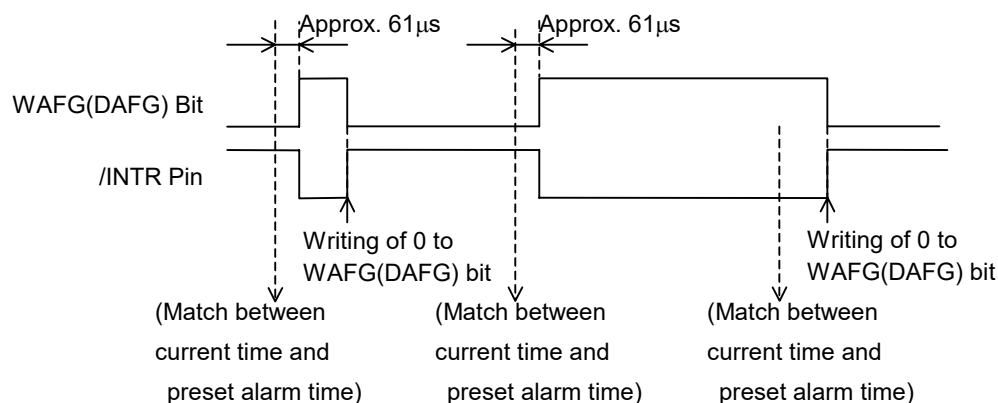 Approx. 61μs
Approx. 61μs
WAFG(DAFG) Bit
/INTR Pin
Writing of 0 to
WAFG(DAFG) bit
Writing of 0 to
WAFG(DAFG) bit
(Match between
current time and
preset alarm time)
(Match between
current time and
preset alarm time)
(Match between
current time and
preset alarm time)